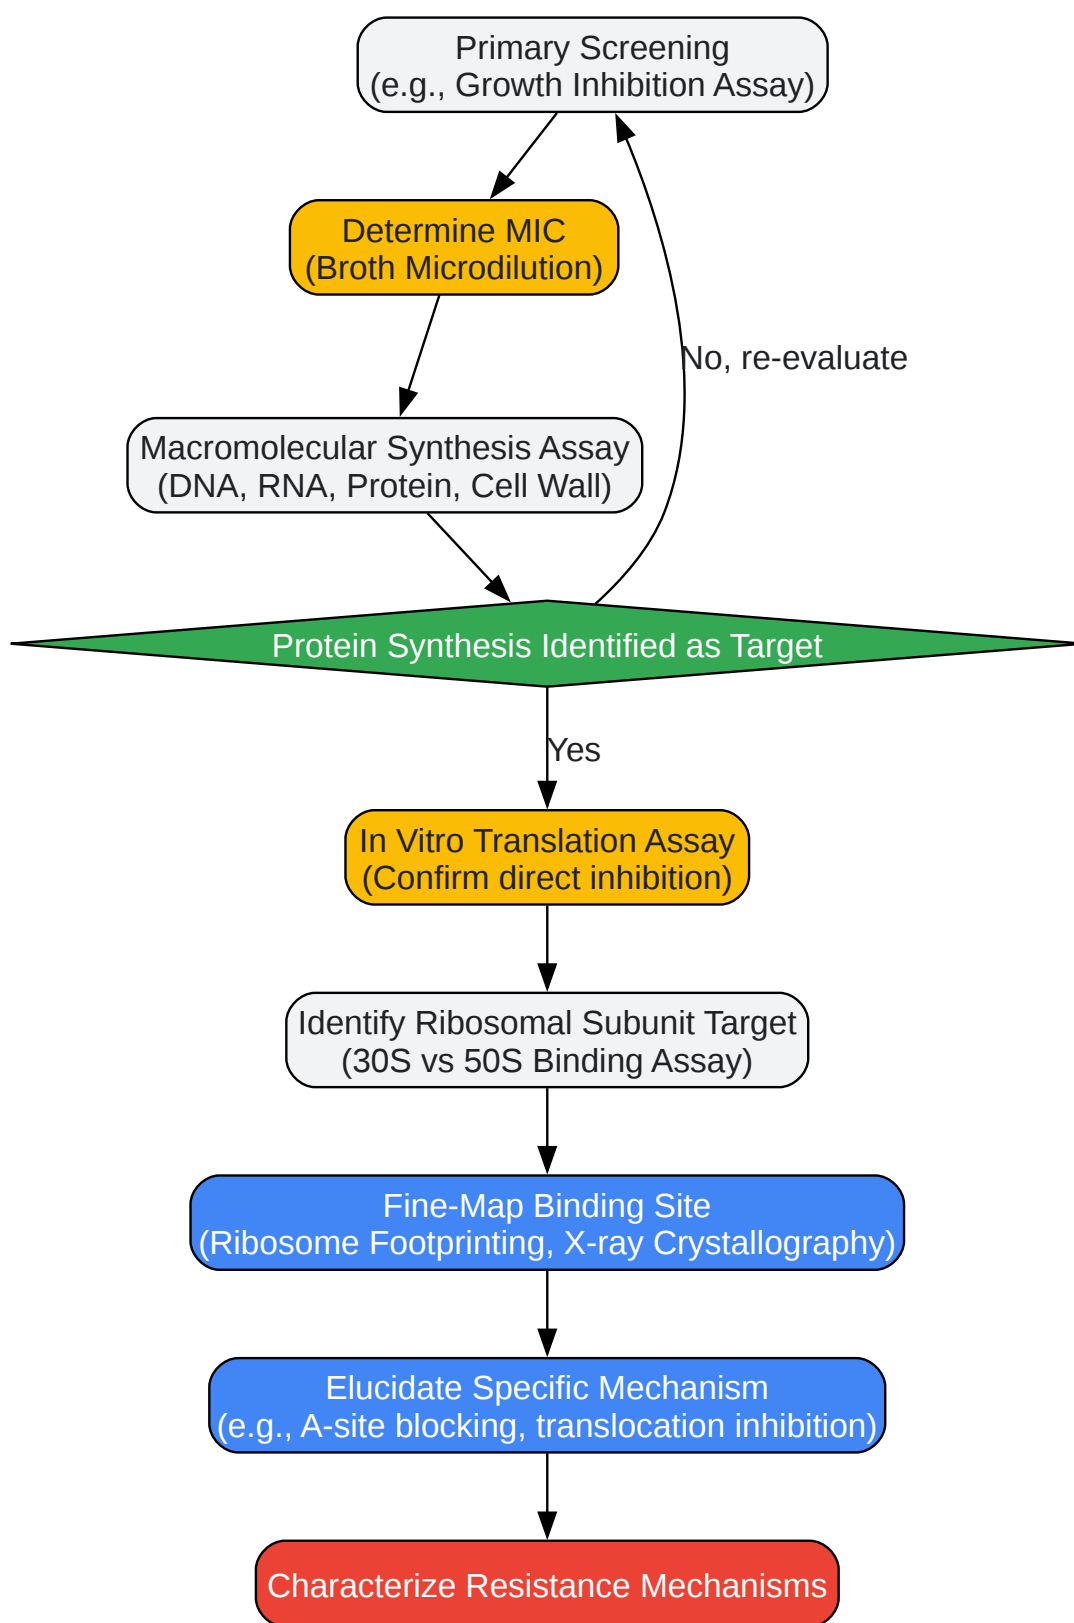 Primary Screening
(e.g., Growth Inhibition Assay)
Determine MIC
(Broth Microdilution)
No, re-evaluate
Macromolecular Synthesis Assay
(DNA, RNA, Protein, Cell Wall)
Protein Synthesis Identified as Target
Yes
In Vitro Translation Assay
(Confirm direct inhibition)
Identify Ribosomal Subunit Target
(30S vs 50S Binding Assay)
Fine-Map Binding Site
(Ribosome Footprinting, X-ray Crystallography)
Elucidate Specific Mechanism
(e.g., A-site blocking, translocation inhibition)
Characterize Resistance Mechanisms